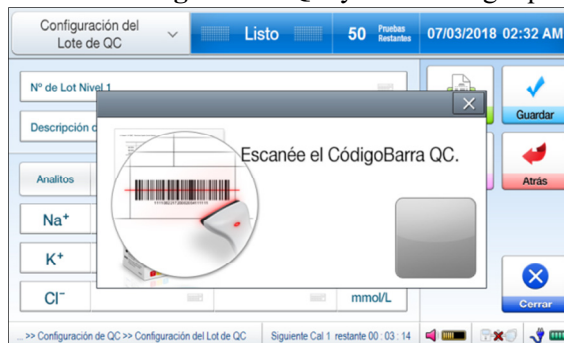 Configuración del
Lote de QC
Listo
50 Pruebas
Restantes
07/03/2018 02:32 AM
Nº de Lot Nivel 1
Descripción
Guardar
Escanée el CódigoBarra QC.
Analitos
Atrás
Na⁺
K⁺
Cl⁻
mmol/L
Cerrar
... >> Configuración de QC >> Configuración del Lot de QC
Siguiente Cal 1 restante 00 : 03 : 14